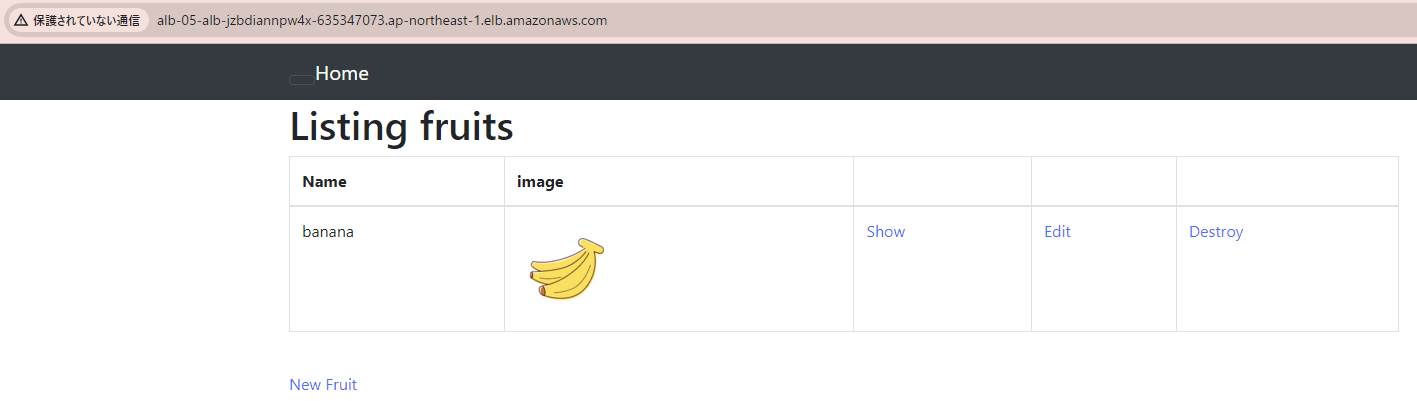 保護されていない通信 alb-05-alb-jzbdiannpw4x-635347073.ap-northeast-1.elb.amazonaws.com
Home
Listing fruits
Name image
banana Show Edit Destroy
New Fruit